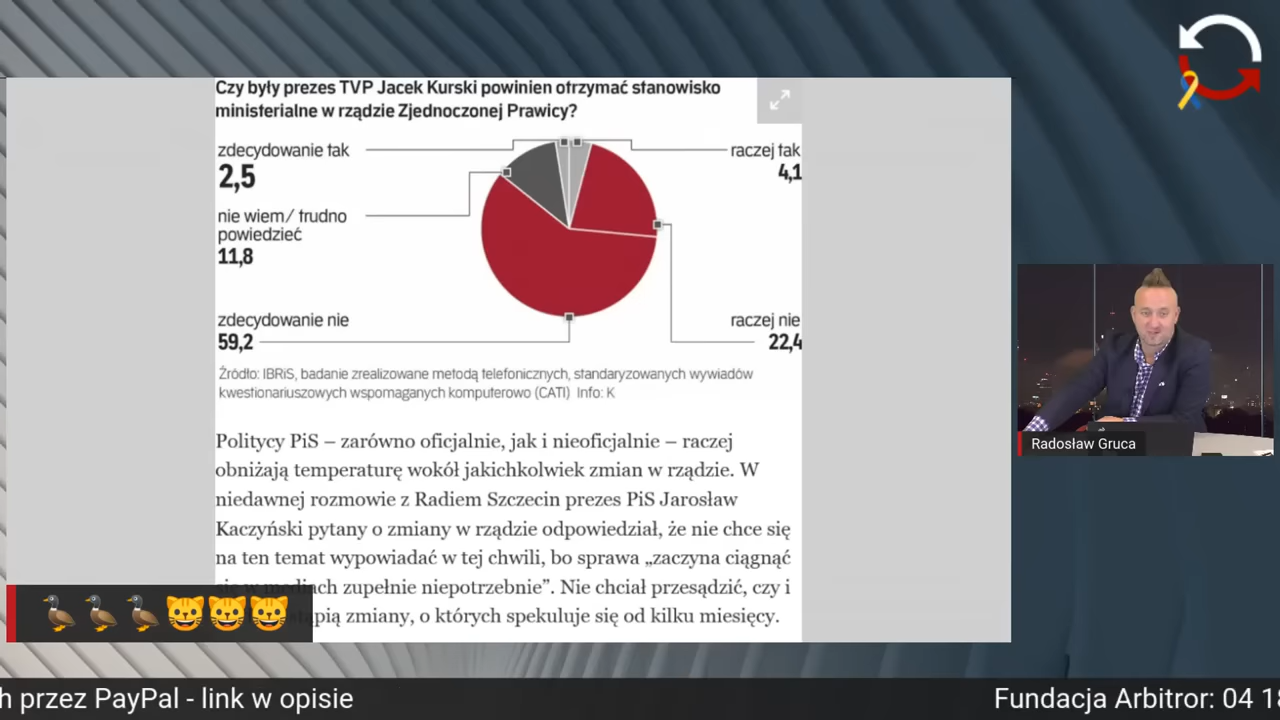 Czy były prezes TVP Jacek Kurski powinien otrzymać stanowisko
ministerialne w rządzie Zjednoczonej Prawicy?
zdecydowanie tak
2,5
raczej tak
4,1
nie wiem/ trudno
powiedzieć
11,8
zdecydowanie nie
59,2
raczej nie
22,4
Źródło: IBRiS, badanie zrealizowane metodą telefonicznych, standaryzowanych wywiadów
kwestionariuszowych wspomaganych komputerowo (CATI) Info: K
Politycy PiS – zarówno oficjalnie, jak i nieoficjalnie – raczej
obniżają temperaturę wokół jakichkolwiek zmian w rządzie. W
niedawnej rozmowie z Radiem Szczecin prezes PiS Jarosław
Kaczyński pytany o zmiany w rządzie odpowiedział, że nie chce się
na ten temat wypowiadać w tej chwili, bo sprawa „zaczyna ciągnąć
się w mediach zupełnie niepotrzebnie”. Nie chciał przesądzić, czy i
zmiany, o których spekuluje się od kilku miesięcy.
Radosław Gruca
h przez PayPal - link w opisie
Fundacja Arbitror: 04 18